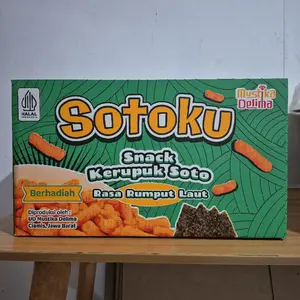 HALAL
INDONESIA
Mustika
Delima
Sotoku
Snack
Kerupuk Soto
Rasa Rumput Laut
Berhadiah
Diproduksi oleh :
UD Mustika Delima
Ciamis, Jawa Barat